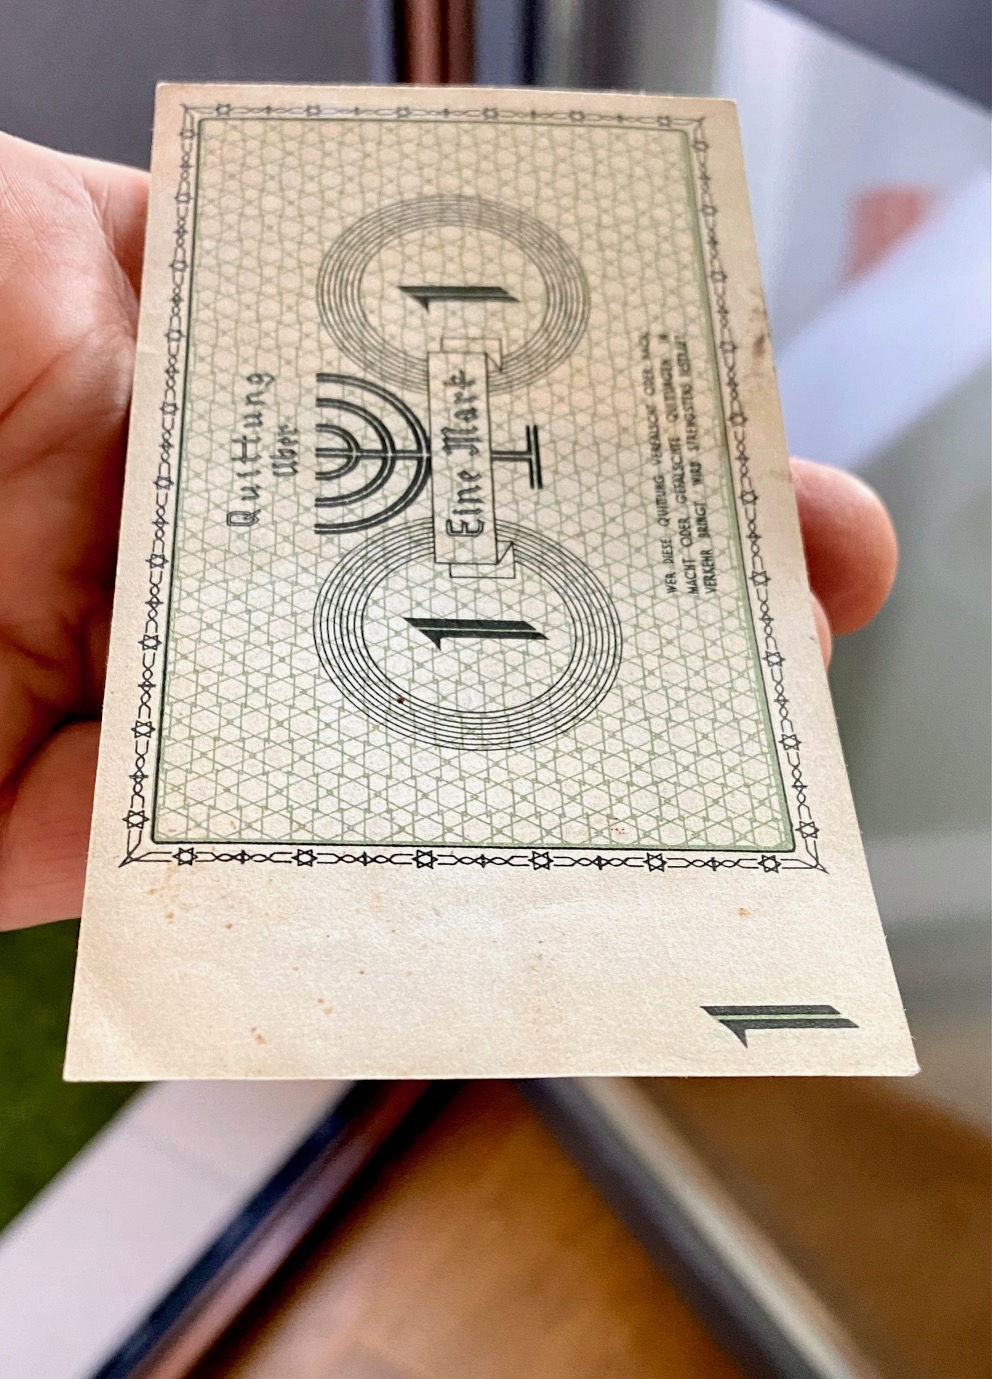 Quittung
über
1
1
Eine Mark
WER DIESE QUITTUNG VERFÄLSCHT ODER NACH
MACHT ODER GEFÄLSCHTE QUITTUNGEN IN
VERKEHR BRINGT WIRD STRENGSTENS BESTRAFT
1